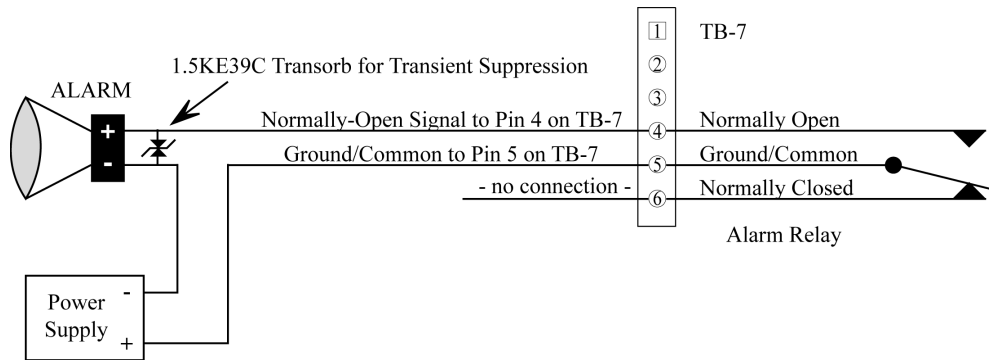 1 TB-7
1.5KE39C Transorb for Transient Suppression
2
ALARM
3
+ Normally-Open Signal to Pin 4 on TB-7 4 Normally Open
- Ground/Common to Pin 5 on TB-7 5 Ground/Common
- no connection - 6 Normally Closed
Alarm Relay
Power -
Supply +